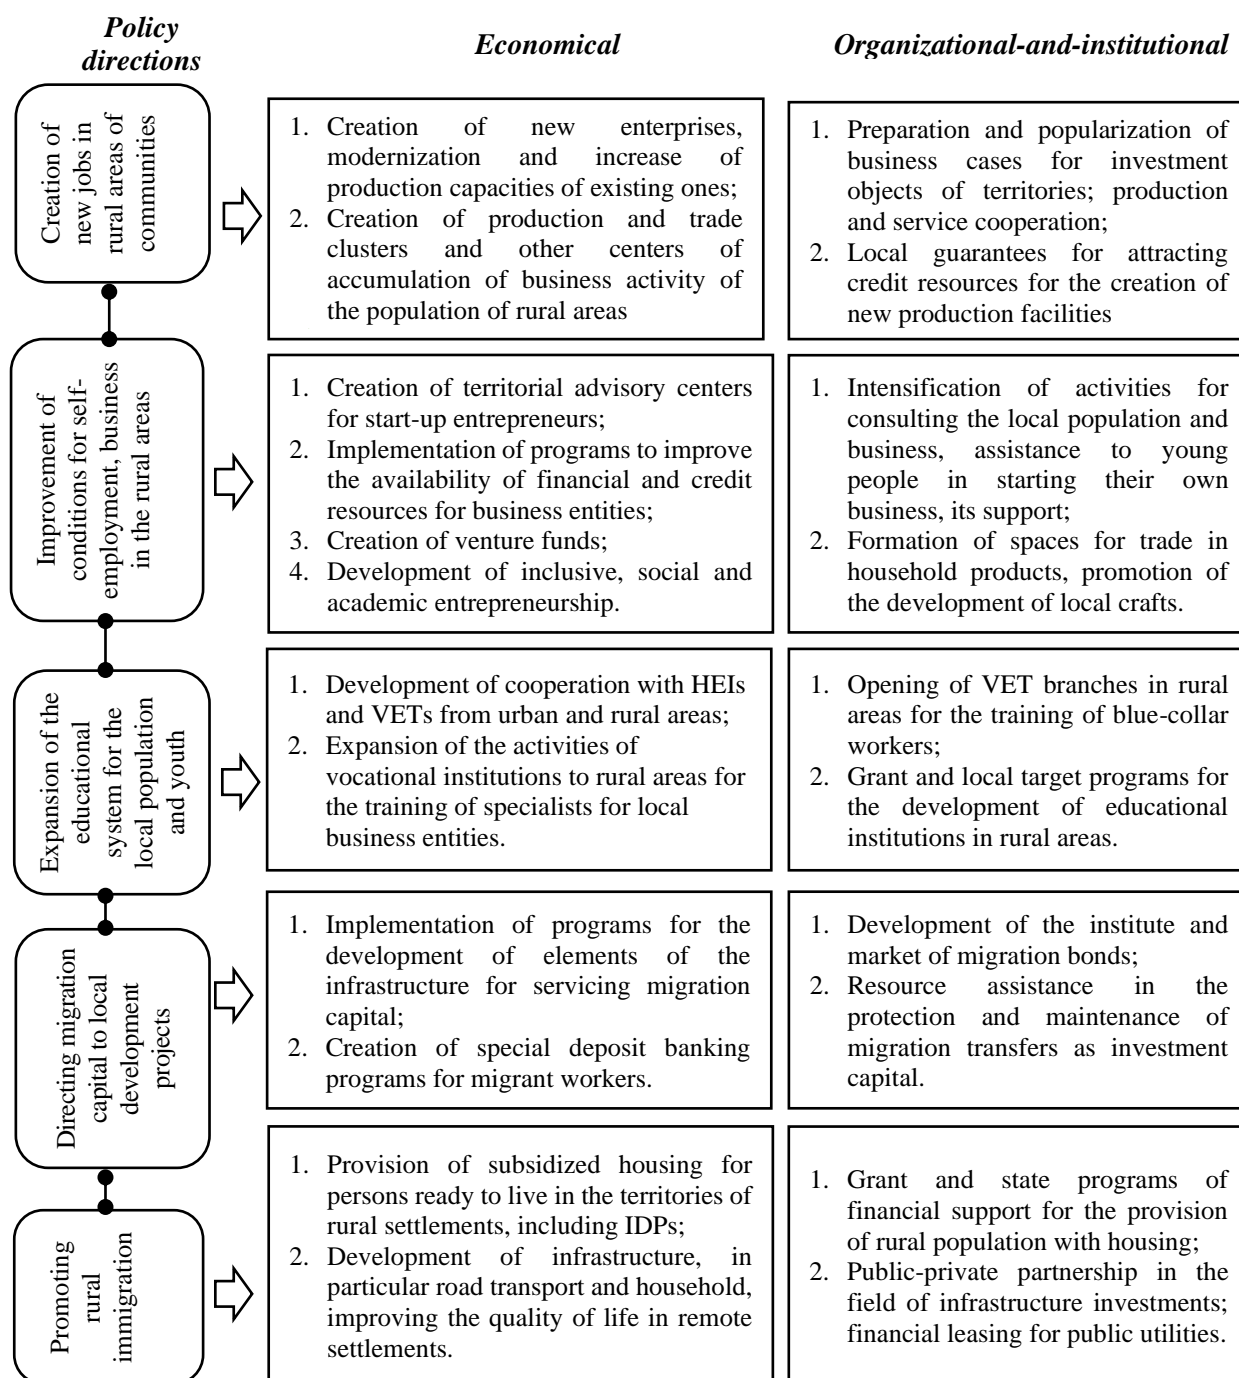 Policy
directions
Economical
Organizational-and-institutional
Creation of
new jobs in
rural areas of
communities
1. Creation of new enterprises,
modernization and increase of
production capacities of existing ones;
2. Creation of production and trade
clusters and other centers of
accumulation of business activity of
the population of rural areas
1. Preparation and popularization of
business cases for investment
objects of territories; production
and service cooperation;
2. Local guarantees for attracting
credit resources for the creation of
new production facilities
Improvement of
conditions for self-
employment, business
in the rural areas
1. Creation of territorial advisory centers
for start-up entrepreneurs;
2. Implementation of programs to improve
the availability of financial and credit
resources for business entities;
3. Creation of venture funds;
4. Development of inclusive, social and
academic entrepreneurship.
1. Intensification of activities for
consulting the local population and
business, assistance to young
people in starting their own
business, its support;
2. Formation of spaces for trade in
household products, promotion of
the development of local crafts.
Expansion of the
educational
system for the
local population
and youth
1. Development of cooperation with HEIs
and VETs from urban and rural areas;
2. Expansion of the activities of
vocational institutions to rural areas for
the training of specialists for local
business entities.
1. Opening of VET branches in rural
areas for the training of blue-collar
workers;
2. Grant and local target programs for
the development of educational
institutions in rural areas.
Directing migration
capital to local
development
projects
1. Implementation of programs for the
development of elements of the
infrastructure for servicing migration
capital;
2. Creation of special deposit banking
programs for migrant workers.
1. Development of the institute and
market of migration bonds;
2. Resource assistance in the
protection and maintenance of
migration transfers as investment
capital.
Promoting
rural
immigration
1. Provision of subsidized housing for
persons ready to live in the territories of
rural settlements, including IDPs;
2. Development of infrastructure, in
particular road transport and household,
improving the quality of life in remote
settlements.
1. Grant and state programs of
financial support for the provision
of rural population with housing;
2. Public-private partnership in the
field of infrastructure investments;
financial leasing for public utilities.